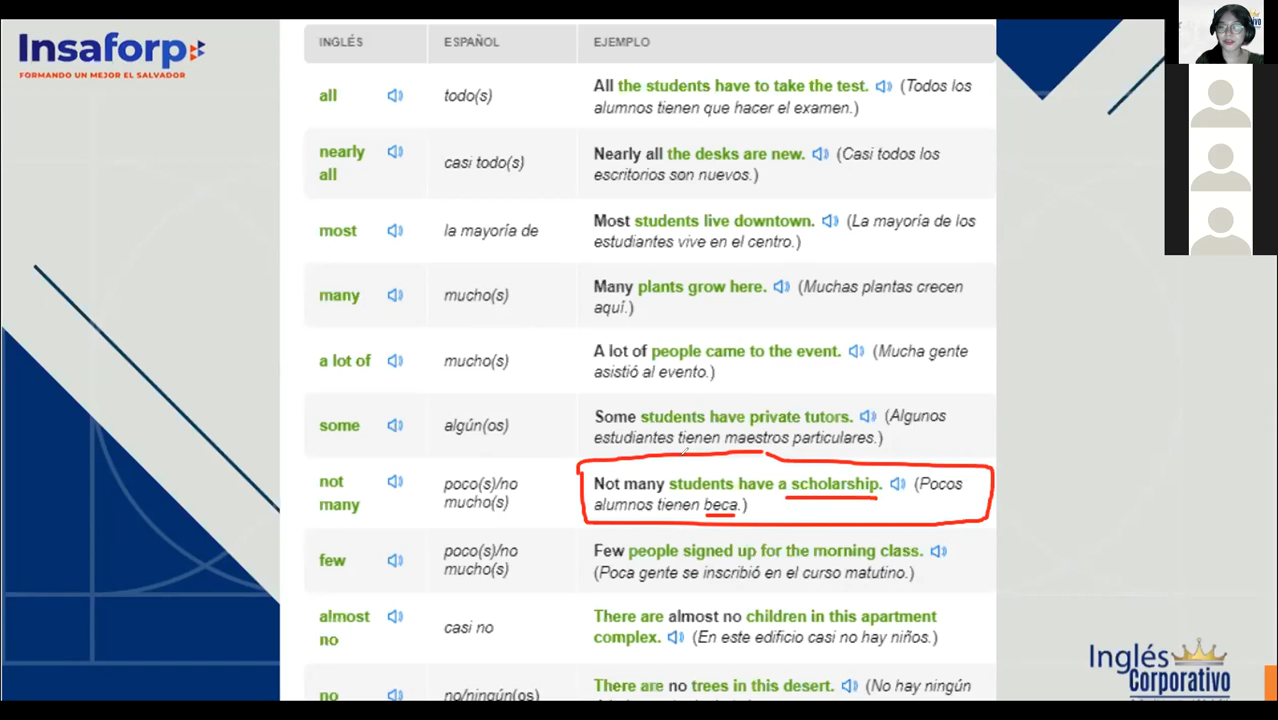 Insaforp
FORMANDO UN MEJOR EL SALVADOR
INGLÉS ESPAÑOL EJEMPLO
all todo(s) All the students have to take the test. (Todos los
alumnos tienen que hacer el examen.)
nearly
all casi todo(s) Nearly all the desks are new. (Casi todos los
escritorios son nuevos.)
most la mayoría de Most students live downtown. (La mayoría de los
estudiantes vive en el centro.)
many mucho(s) Many plants grow here. (Muchas plantas crecen
aquí.)
a lot of mucho(s) A lot of people came to the event. (Mucha gente
asistió al evento.)
some algún(os) Some students have private tutors. (Algunos
estudiantes tienen maestros particulares.)
not poco(s)/no Not many students have a scholarship. (Pocos
many mucho(s) alumnos tienen beca.)
few poco(s)/no
mucho(s) Few people signed up for the morning class.
(Poca gente se inscribió en el curso matutino.)
almost
no casi no There are almost no children in this apartment
complex. (En este edificio casi no hay niños.)
no no/ningún(os) There are no trees in this desert. (No hay ningún
Inglés
Corporativo